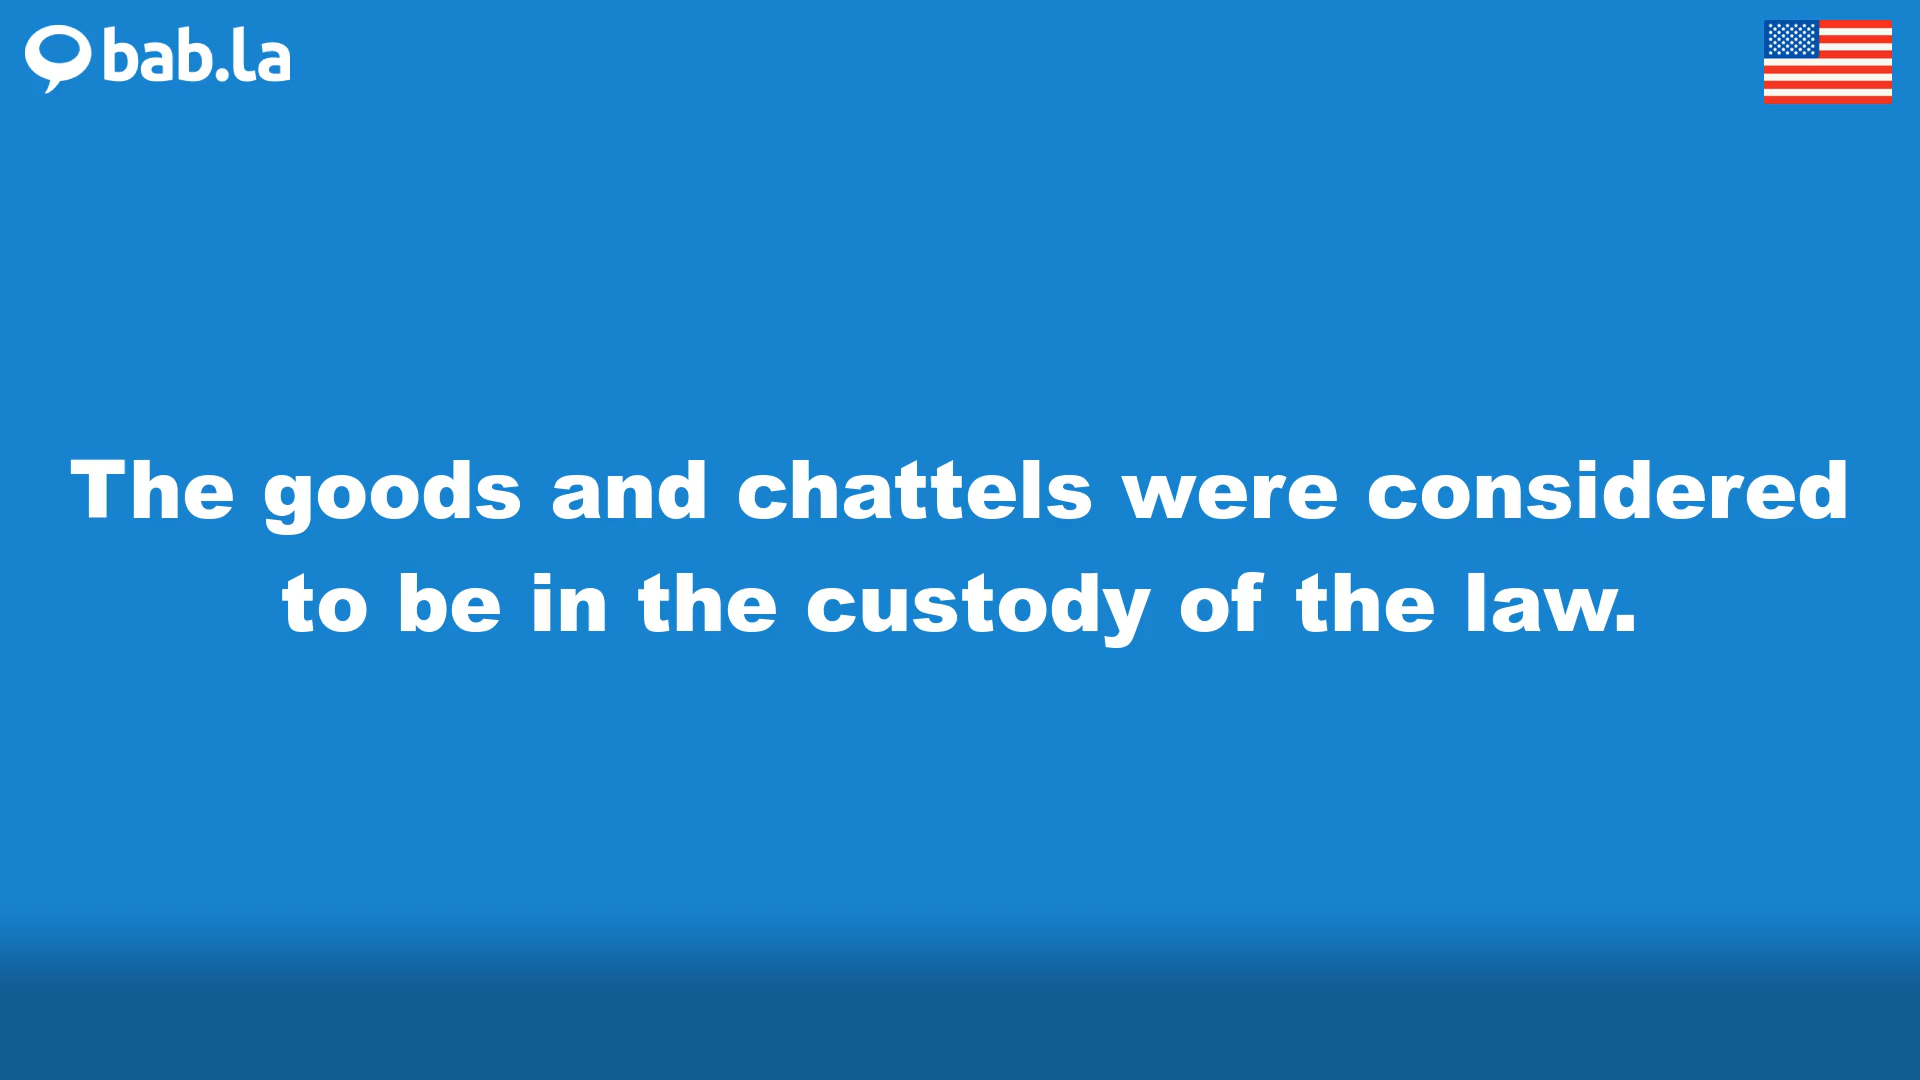 bab.la
The goods and chattels were considered
to be in the custody of the law.